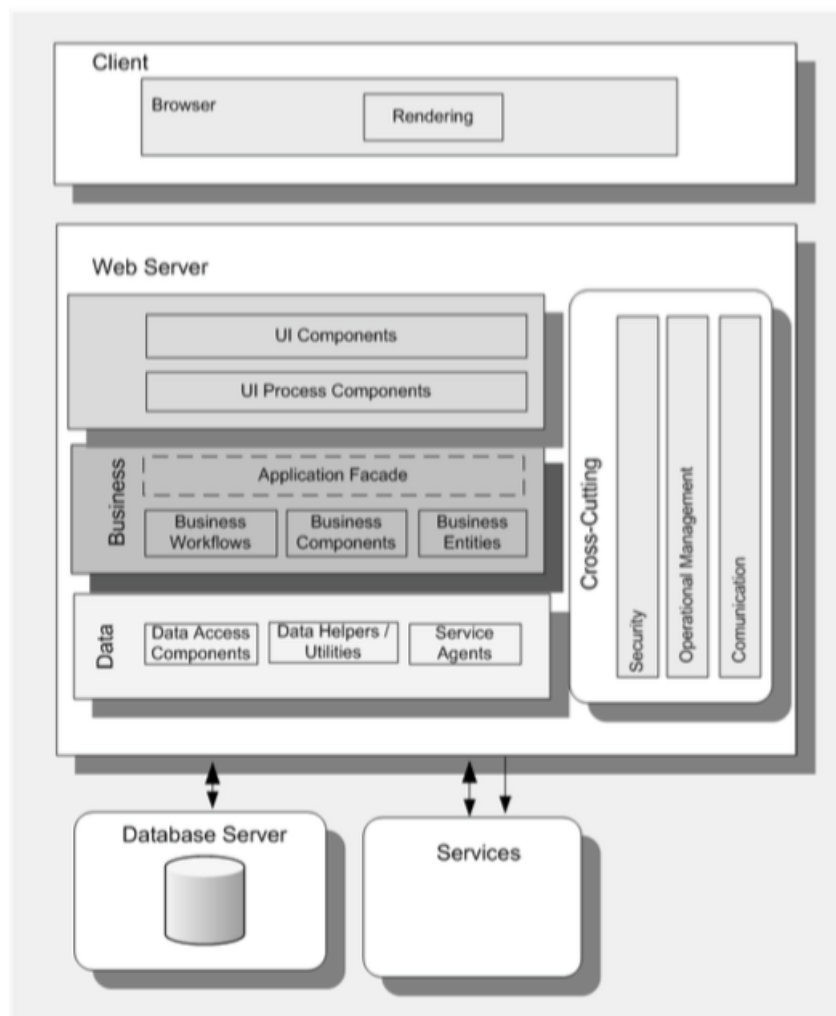 Client
Browser
Rendering
Web Server
UI Components
UI Process Components
Business
Application Facade
Business
Workflows
Business
Components
Business
Entities
Data
Data Access
Components
Data Helpers /
Utilities
Service
Agents
Cross-Cutting
Security
Operational Management
Comunication
Database Server
Services